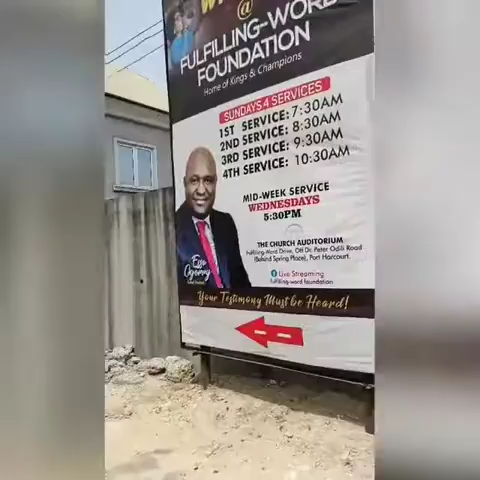 @
FULFILLING-WORD
FOUNDATION
Home of Kings & Champions
SUNDAYS 4 SERVICES
1ST SERVICE: 7:30AM
2ND SERVICE: 8:30AM
3RD SERVICE: 9:30AM
4TH SERVICE: 10:30AM
MID-WEEK SERVICE
WEDNESDAYS
5:30PM
THE CHURCH AUDITORIUM
Fulfilling-Word Drive, Off Dr. Peter Odili Road
(Behind Spring Place), Port Harcourt.
Live Streaming
fulfilling-word foundation
Your Testimony Must be Heard!